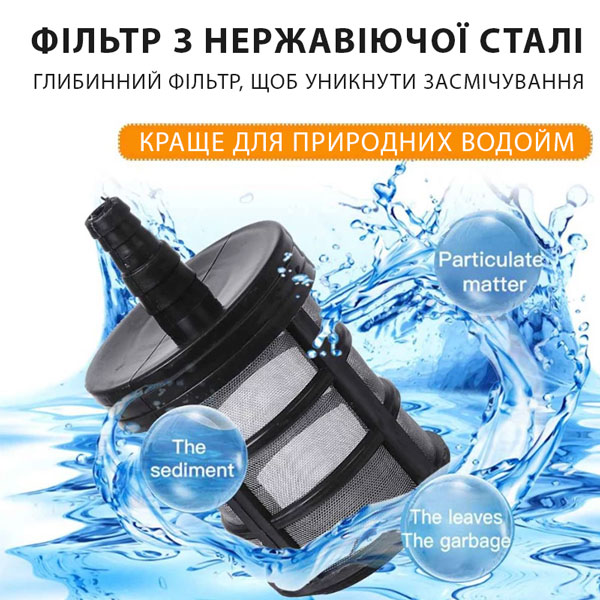 ФІЛЬТР З НЕРЖАВІЮЧОЇ СТАЛІ
ГЛИБИННИЙ ФІЛЬТР, ЩОБ УНИКНУТИ ЗАСМІЧУВАННЯ
КРАЩЕ ДЛЯ ПРИРОДНИХ ВОДОЙМ
Particulate
matter
The
sediment
The leaves
The garbage